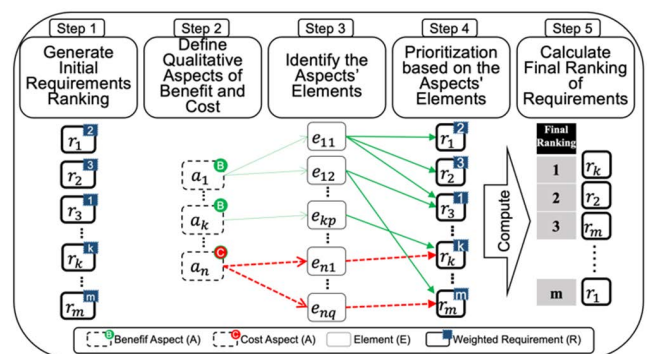 Step 1
Generate
Initial
Requirements
Ranking
Step 2
Define
Qualitative
Aspects of
Benefit and
Cost
Step 3
Identify the
Aspects'
Elements
Step 4
Prioritization
based on the
Aspects'
Elements
Step 5
Calculate
Final Ranking
of
Requirements
r1 2
r2 3
r3 1
⋮
rk k
⋮
rm m
a1 B
⋮
ak B
⋮
an C
e11
e12
⋮
ekp
en1
⋮
enq
r1 2
r2 3
r3 1
⋮
rk k
⋮
rm m
Compute
Final
Ranking
1 rk
2 r2
3 rm
⋮
m r1
B Benefif Aspect (A) C Cost Aspect (A) Element (E) Weighted Requirement (R)